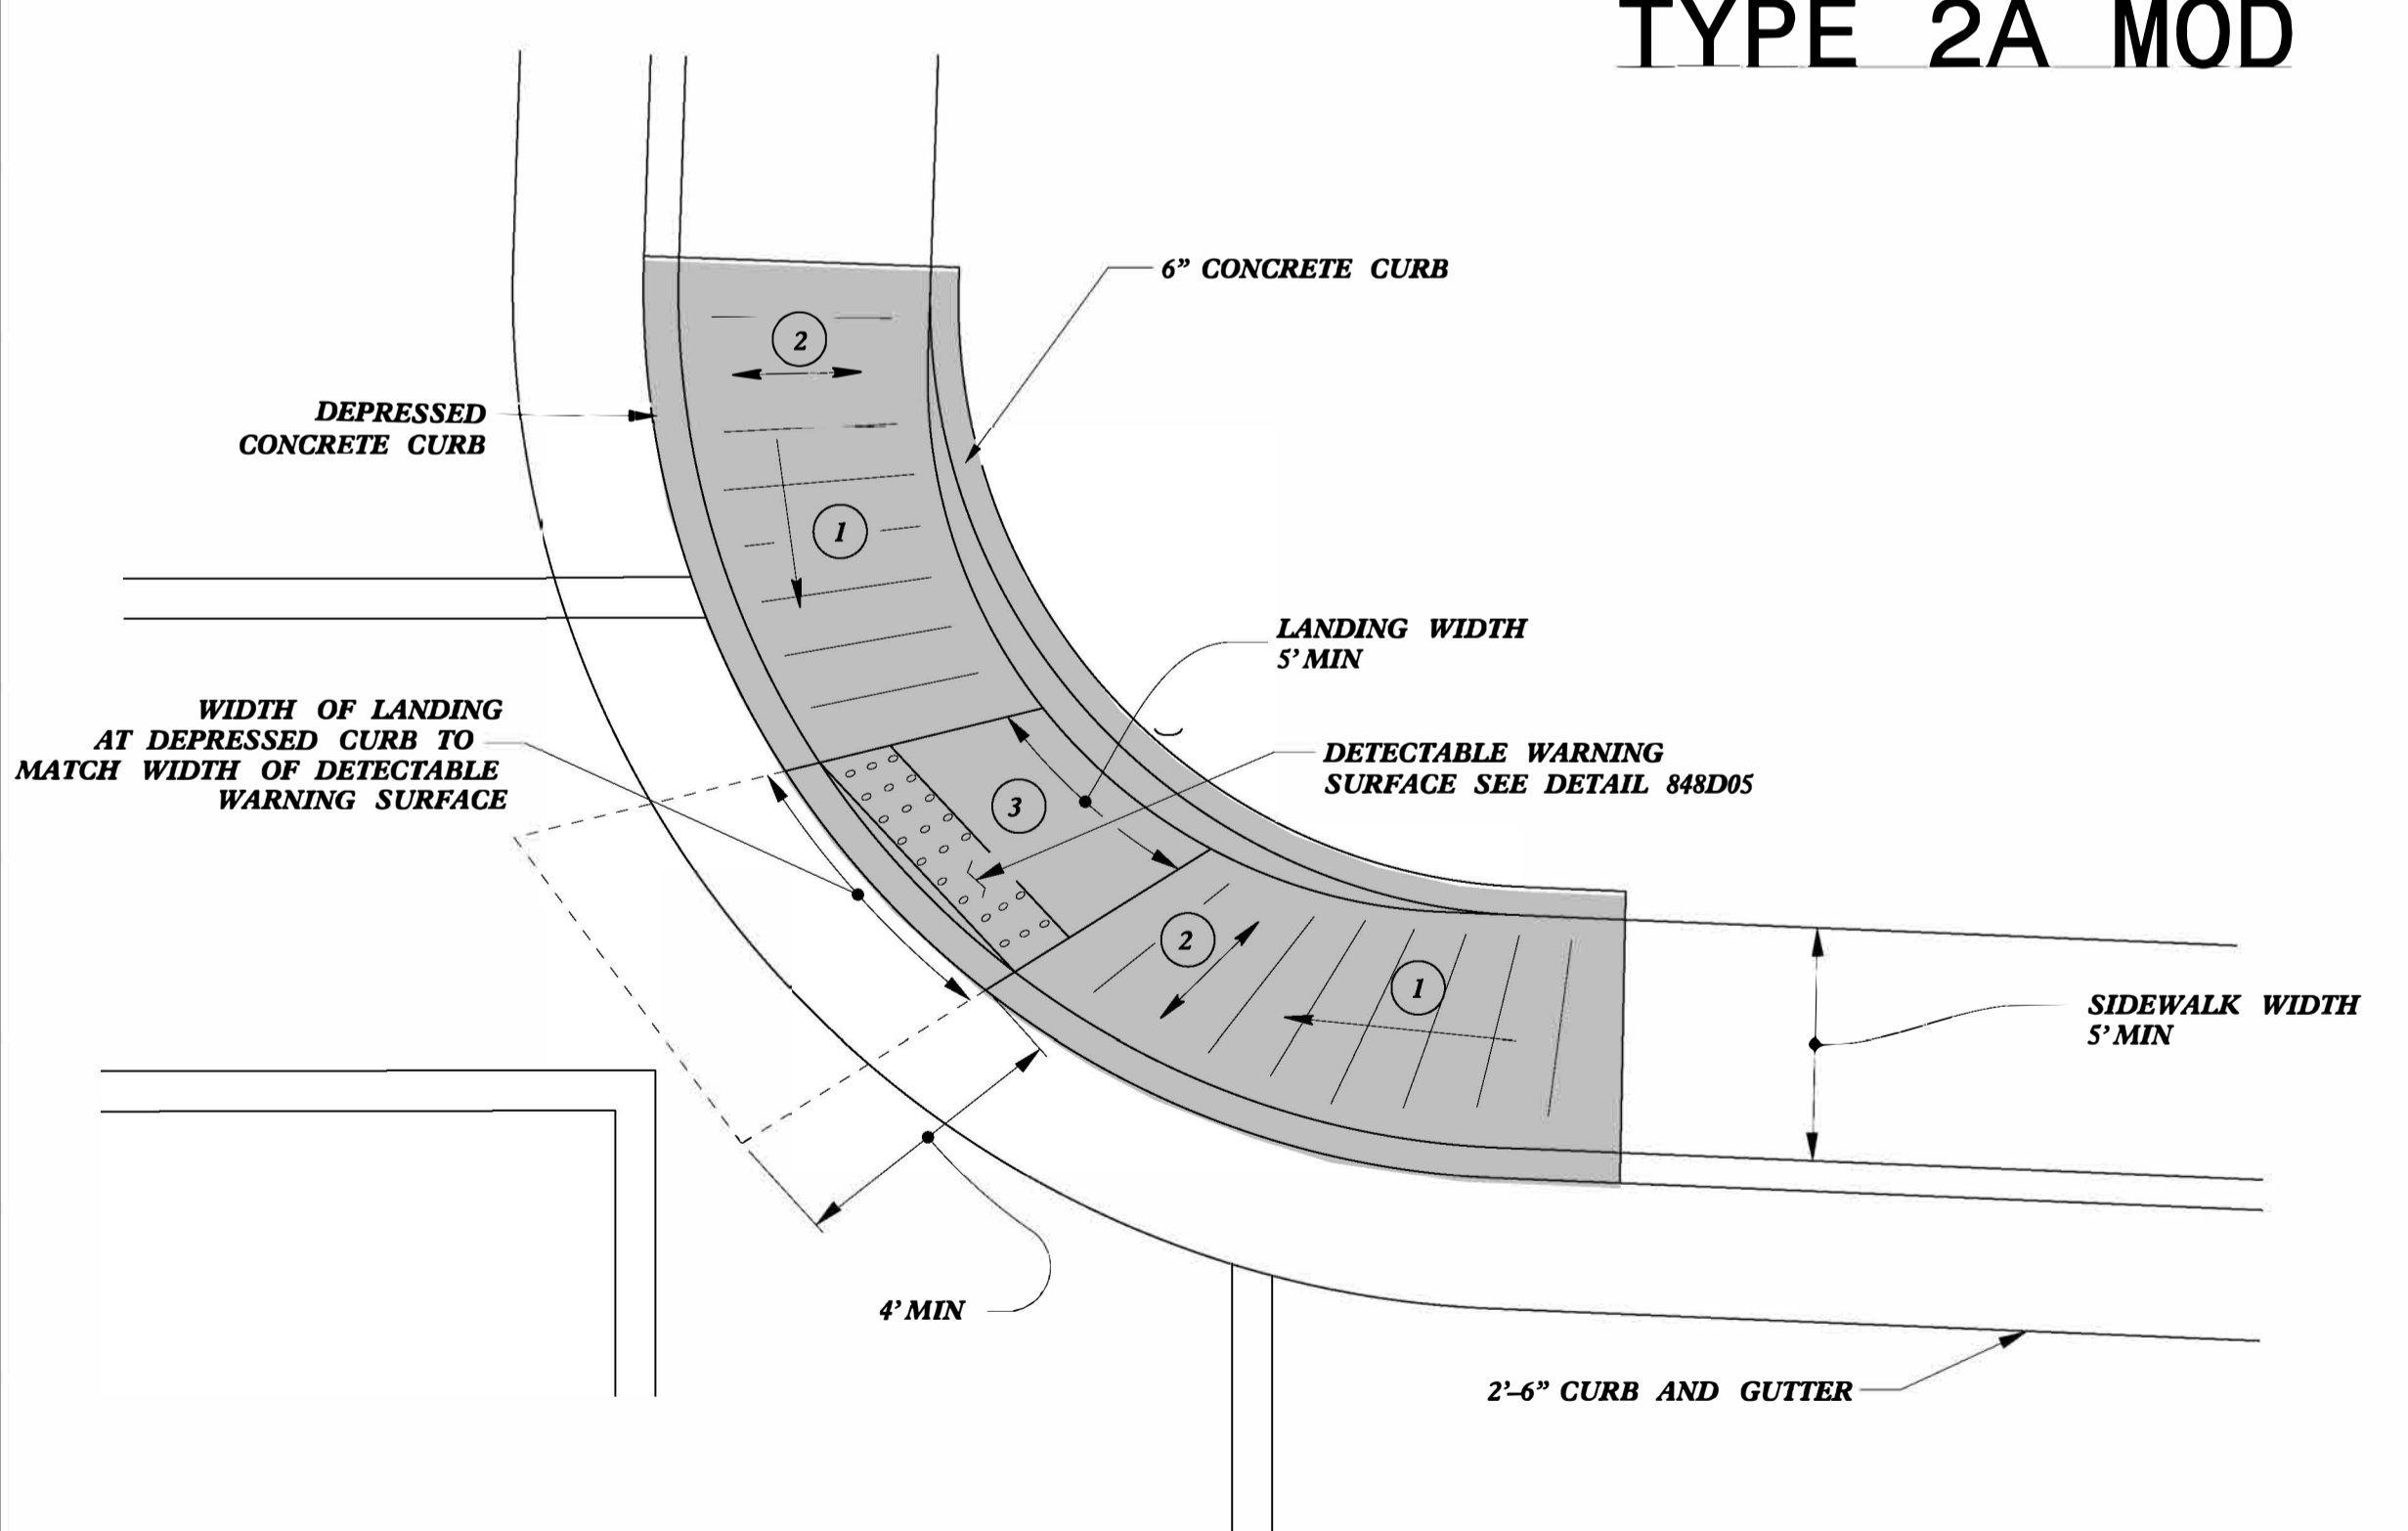 TYPE 2A MOD
6” CONCRETE CURB
2
DEPRESSED
CONCRETE CURB
1
LANDING WIDTH
5’ MIN
WIDTH OF LANDING
AT DEPRESSED CURB TO
MATCH WIDTH OF DETECTABLE
WARNING SURFACE
DETECTABLE WARNING
SURFACE SEE DETAIL 848D05
3
2
1
SIDEWALK WIDTH
5’ MIN
4’ MIN
2’–6” CURB AND GUTTER